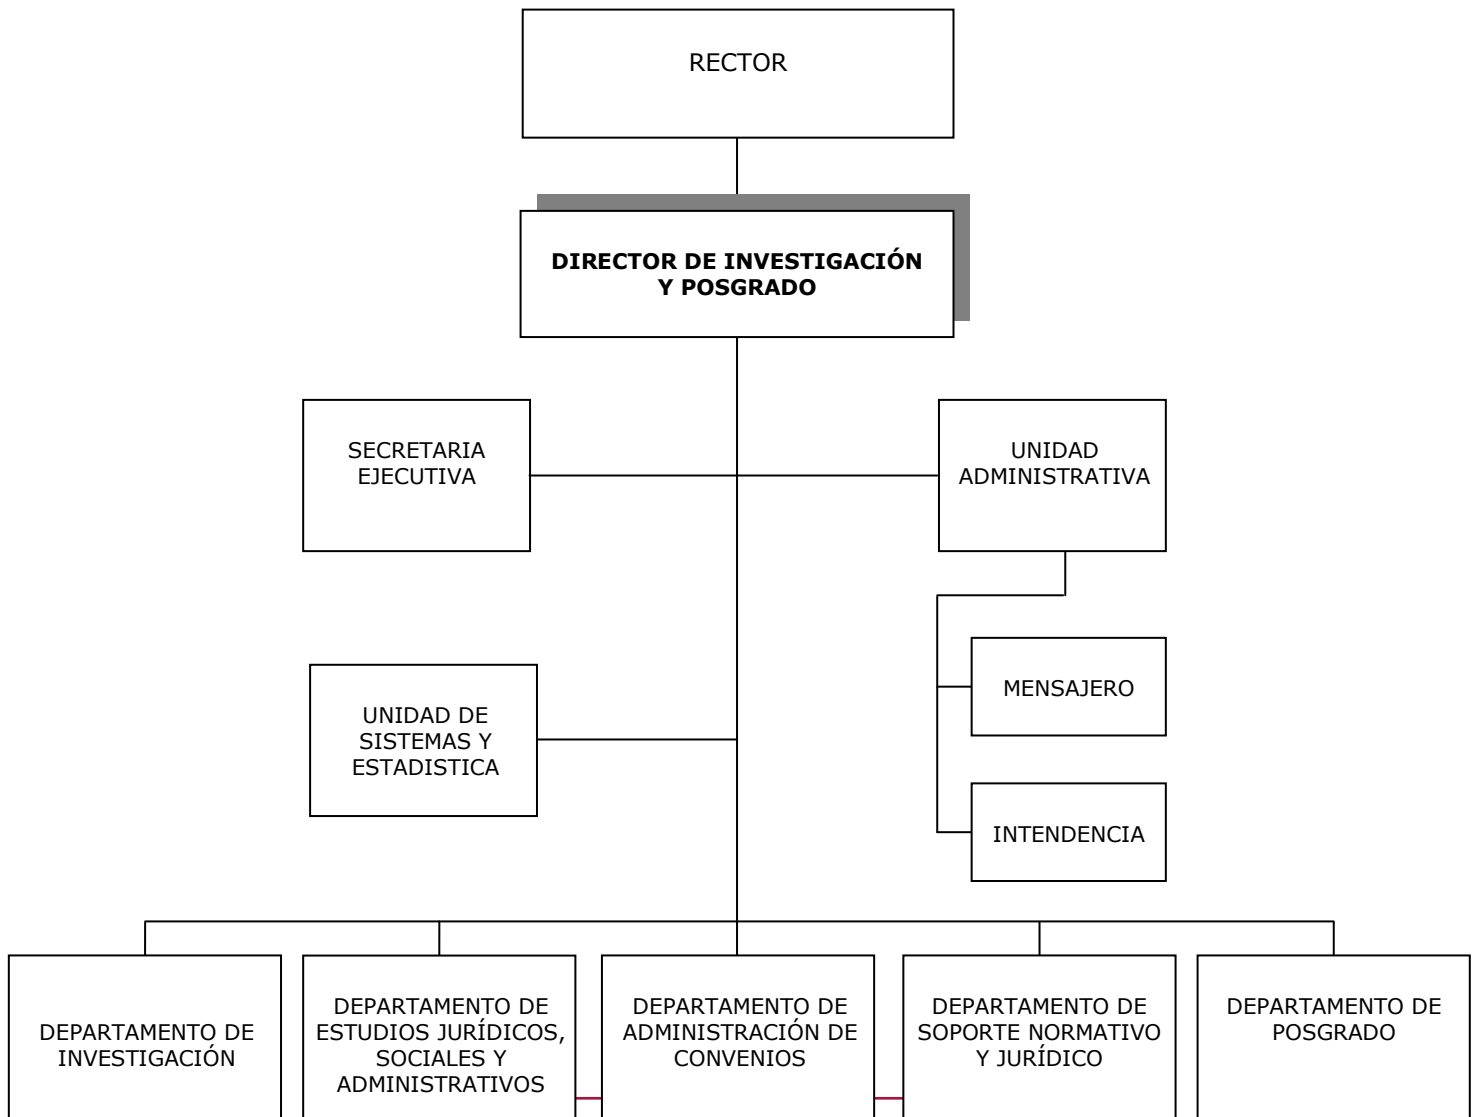 RECTOR
DIRECTOR DE INVESTIGACIÓN
Y POSGRADO
SECRETARIA
EJECUTIVA
UNIDAD
ADMINISTRATIVA
MENSAJERO
UNIDAD DE
SISTEMAS Y
ESTADISTICA
INTENDENCIA
DEPARTAMENTO DE
INVESTIGACIÓN
DEPARTAMENTO DE
ESTUDIOS JURÍDICOS,
SOCIALES Y
ADMINISTRATIVOS
DEPARTAMENTO DE
ADMINISTRACIÓN DE
CONVENIOS
DEPARTAMENTO DE
SOPORTE NORMATIVO
Y JURÍDICO
DEPARTAMENTO DE
POSGRADO